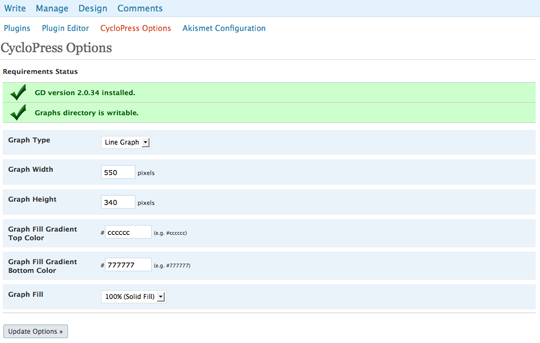 Write Manage Design Comments
Plugins Plugin Editor CycloPress Options Akismet Configuration
CycloPress Options
Requirements Status
GD version 2.0.34 installed.
Graphs directory is writable.
Graph Type Line Graph
Graph Width 550 pixels
Graph Height 340 pixels
Graph Fill Gradient
Top Color # cccccc (e.g. #cccccc)
Graph Fill Gradient
Bottom Color # 777777 (e.g. #777777)
Graph Fill 100% (Solid Fill)
Update Options »